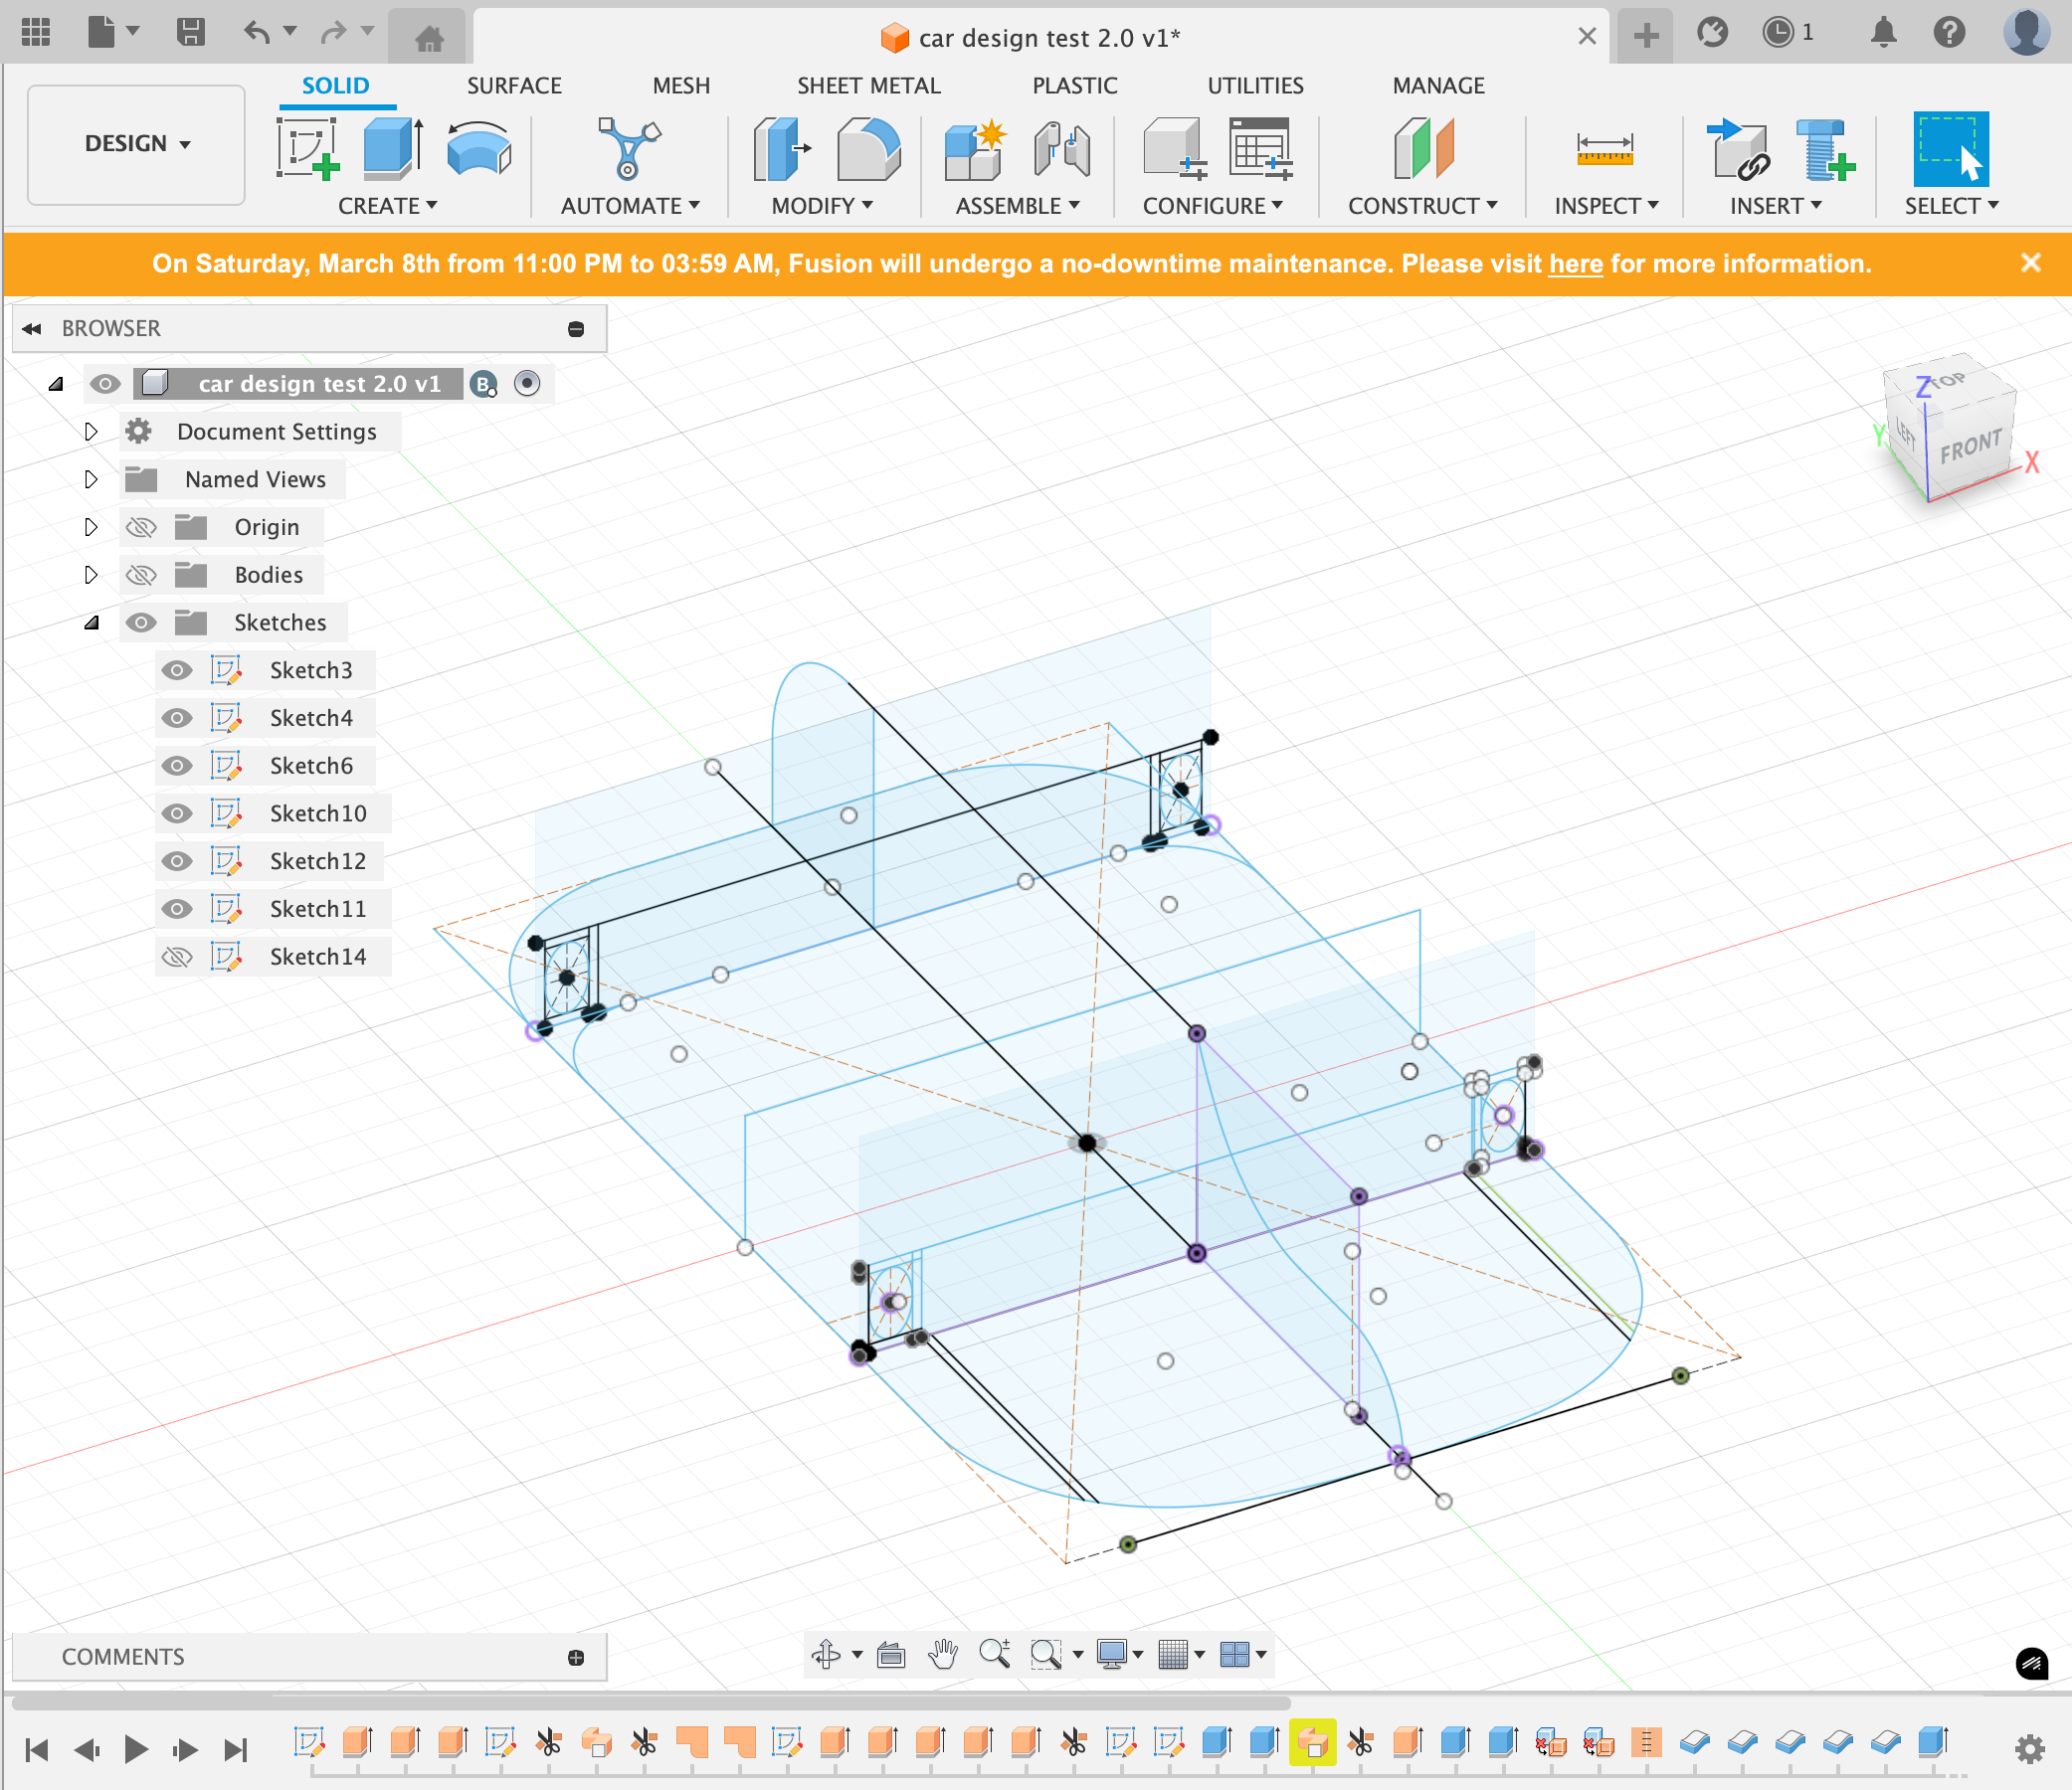 car design test 2.0 v1*
1
SOLID SURFACE MESH SHEET METAL PLASTIC UTILITIES MANAGE
DESIGN
CREATE AUTOMATE MODIFY ASSEMBLE CONFIGURE CONSTRUCT INSPECT INSERT SELECT
On Saturday, March 8th from 11:00 PM to 03:59 AM, Fusion will undergo a no-downtime maintenance. Please visit here for more information.
BROWSER
car design test 2.0 v1 B
Document Settings
Named Views
Origin
Bodies
Sketches
Sketch3
Sketch4
Sketch6
Sketch10
Sketch12
Sketch11
Sketch14
TOP
Z
Y
LEFT
FRONT
X
COMMENTS